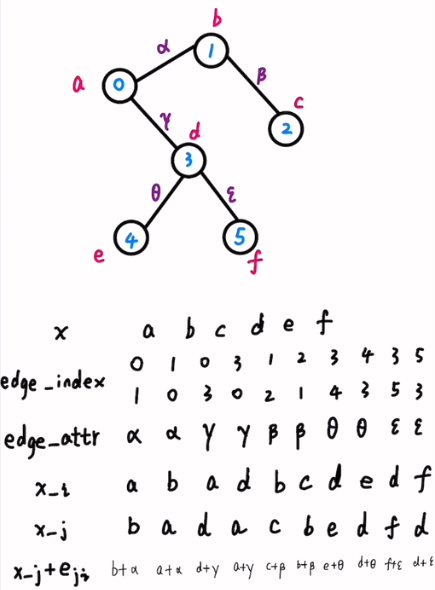 b
α 1
a 0 β
γ d c
3 2
θ ε
e 4 5
f
x a b c d e f
edge_index 0 1 0 3 1 2 3 4 3 5
1 0 3 0 2 1 4 3 5 3
edge_attr α α γ γ β β θ θ ε ε
x_i a b a d b c d e d f
x_j b a d a c b e d f d
x_j+e_ji b+α a+α d+γ a+γ c+β b+β e+θ d+θ f+ε d+ε